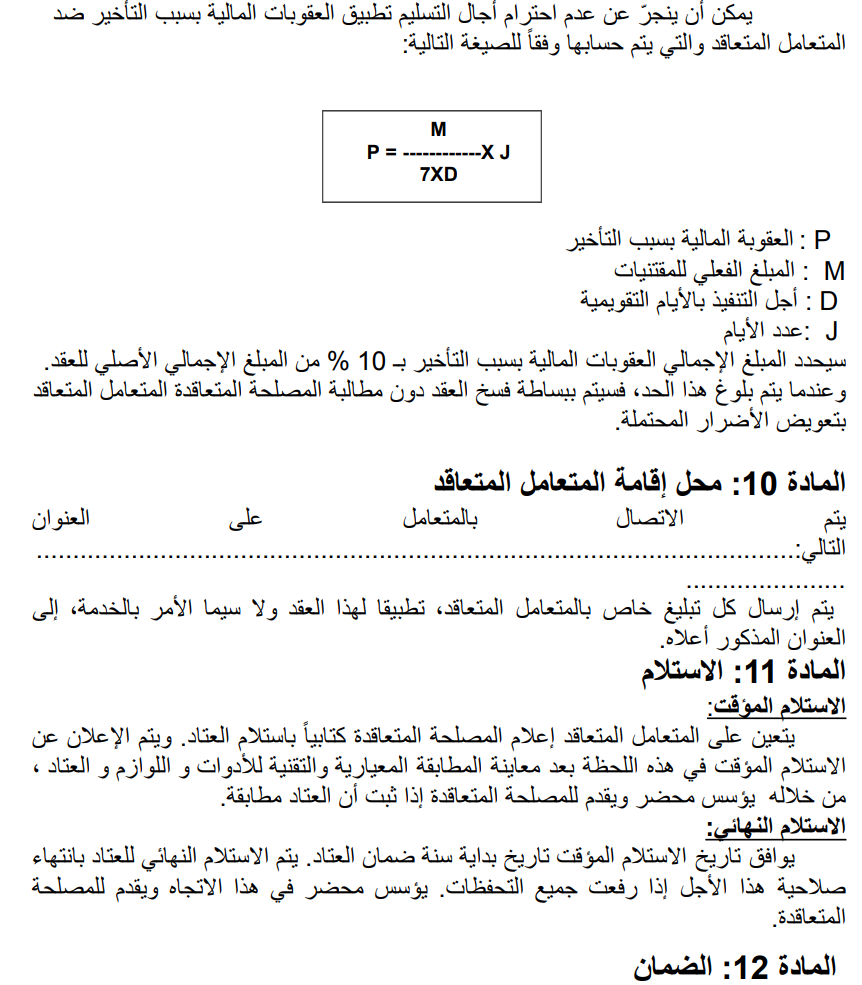 يمكن أن ينجرّ عن عدم احترام أجال التسليم تطبيق العقوبات المالية بسبب التأخير ضد
المتعامل المتعاقد والتي يتم حسابها وفقاً للصيغة التالية:
M
P = ------------X J
7XD
P : العقوبة المالية بسبب التأخير
M : المبلغ الفعلي للمقتنيات
D : أجل التنفيذ بالأيام التقويمية
J :عدد الأيام
سيحدد المبلغ الإجمالي العقوبات المالية بسبب التأخير بـ 10 % من المبلغ الإجمالي الأصلي للعقد.
وعندما يتم بلوغ هذا الحد، فسيتم ببساطة فسخ العقد دون مطالبة المصلحة المتعاقدة المتعامل المتعاقد
بتعويض الأضرار المحتملة.
المادة 10: محل إقامة المتعامل المتعاقد
يتم الاتصال بالمتعامل على العنوان
التالي:.........................................................................................................
......................
يتم إرسال كل تبليغ خاص بالمتعامل المتعاقد، تطبيقا لهذا العقد ولا سيما الأمر بالخدمة، إلى
العنوان المذكور أعلاه.
المادة 11: الاستلام
الاستلام المؤقت:
يتعين على المتعامل المتعاقد إعلام المصلحة المتعاقدة كتابياً باستلام العتاد. ويتم الإعلان عن
الاستلام المؤقت في هذه اللحظة بعد معاينة المطابقة المعيارية والتقنية للأدوات و اللوازم و العتاد ،
من خلاله يؤسس محضر ويقدم للمصلحة المتعاقدة إذا ثبت أن العتاد مطابقة.
الاستلام النهائي:
يوافق تاريخ الاستلام المؤقت تاريخ بداية سنة ضمان العتاد. يتم الاستلام النهائي للعتاد بانتهاء
صلاحية هذا الأجل إذا رفعت جميع التحفظات. يؤسس محضر في هذا الاتجاه ويقدم للمصلحة
المتعاقدة.
المادة 12: الضمان